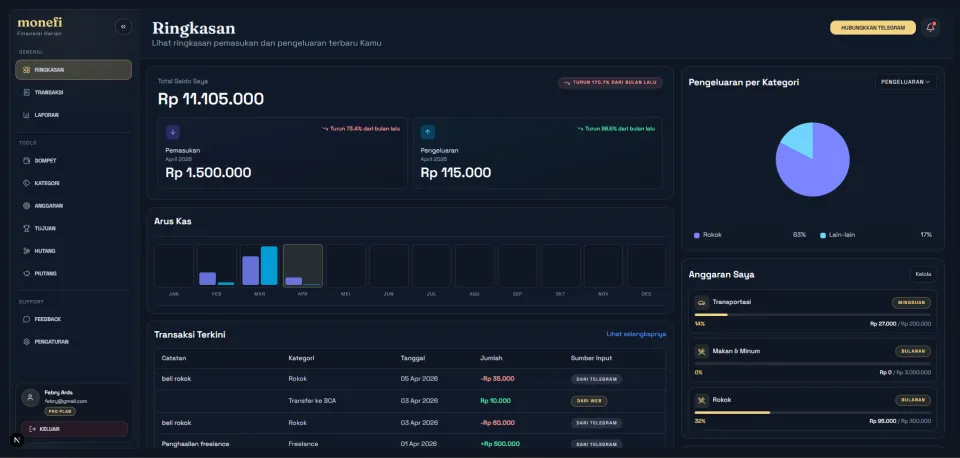 monefi
Finansial Harian
«
GENERAL
RINGKASAN
TRANSAKSI
LAPORAN
TOOLS
DOMPET
KATEGORI
ANGGARAN
TUJUAN
HUTANG
PIUTANG
SUPPORT
FEEDBACK
PENGATURAN
Febry Ards
febry@gmail.com
PRO PLAN
KELUAR
N
Ringkasan
Lihat ringkasan pemasukan dan pengeluaran terbaru Kamu
HUBUNGKAN TELEGRAM
Total Saldo Saya
TURUN 170.7% DARI BULAN LALU
Rp 11.105.000
Turun 73.4% dari bulan lalu
Pemasukan
April 2026
Rp 1.500.000
Turun 98.6% dari bulan lalu
Pengeluaran
April 2026
Rp 115.000
Arus Kas
JAN FEB MAR APR MEI JUN JUL AGU SEP OKT NOV DES
Transaksi Terkini
Lihat selengkapnya
Catatan Kategori Tanggal Jumlah Sumber Input
beli rokok Rokok 05 Apr 2026 -Rp 35.000 DARI TELEGRAM
Transfer ke BCA 03 Apr 2026 Rp 10.000 DARI WEB
beli rokok Rokok 03 Apr 2026 -Rp 60.000 DARI TELEGRAM
Penghasilan freelance Freelance 01 Apr 2026 +Rp 500.000 DARI TELEGRAM
Pengeluaran per Kategori
PENGELUARAN
Rokok 83% Lain-lain 17%
Anggaran Saya
Kelola
Transportasi MINGGUAN
14% Rp 27.000 / Rp 200.000
Makan & Minum BULANAN
0% Rp 0 / Rp 3.000.000
Rokok BULANAN
32% Rp 95.000 / Rp 300.000